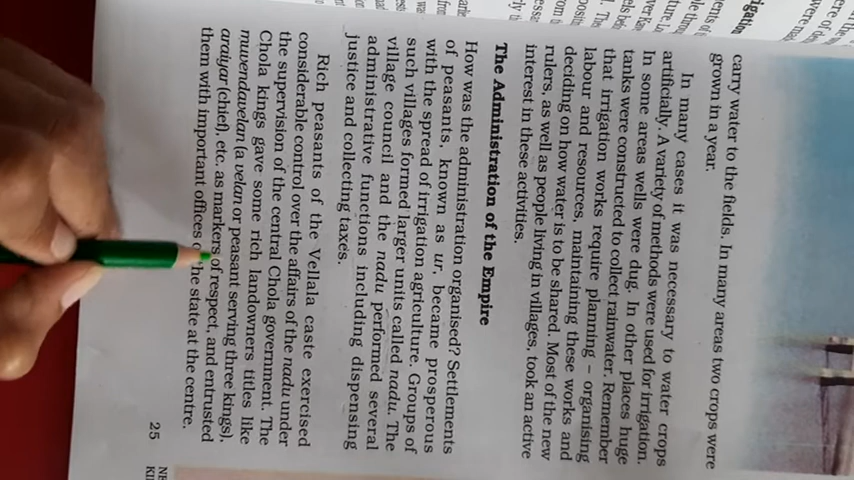 carry water to the fields. In many areas two crops were
grown in a year.
In many cases it was necessary to water crops
artificially. A variety of methods were used for irrigation.
In some areas wells were dug. In other places huge
tanks were constructed to collect rainwater. Remember
that irrigation works require planning – organising
labour and resources, maintaining these works and
deciding on how water is to be shared. Most of the new
rulers, as well as people living in villages, took an active
interest in these activities.
The Administration of the Empire
How was the administration organised? Settlements
of peasants, known as ur, became prosperous
with the spread of irrigation agriculture. Groups of
such villages formed larger units called nadu. The
village council and the nadu performed several
administrative functions including dispensing
justice and collecting taxes.
Rich peasants of the Vellala caste exercised
considerable control over the affairs of the nadu under
the supervision of the central Chola government. The
Chola kings gave some rich landowners titles like
muvendavelan (a velan or peasant serving three kings),
araiyar (chief), etc. as markers of respect, and entrusted
them with important offices the state at the centre.
25